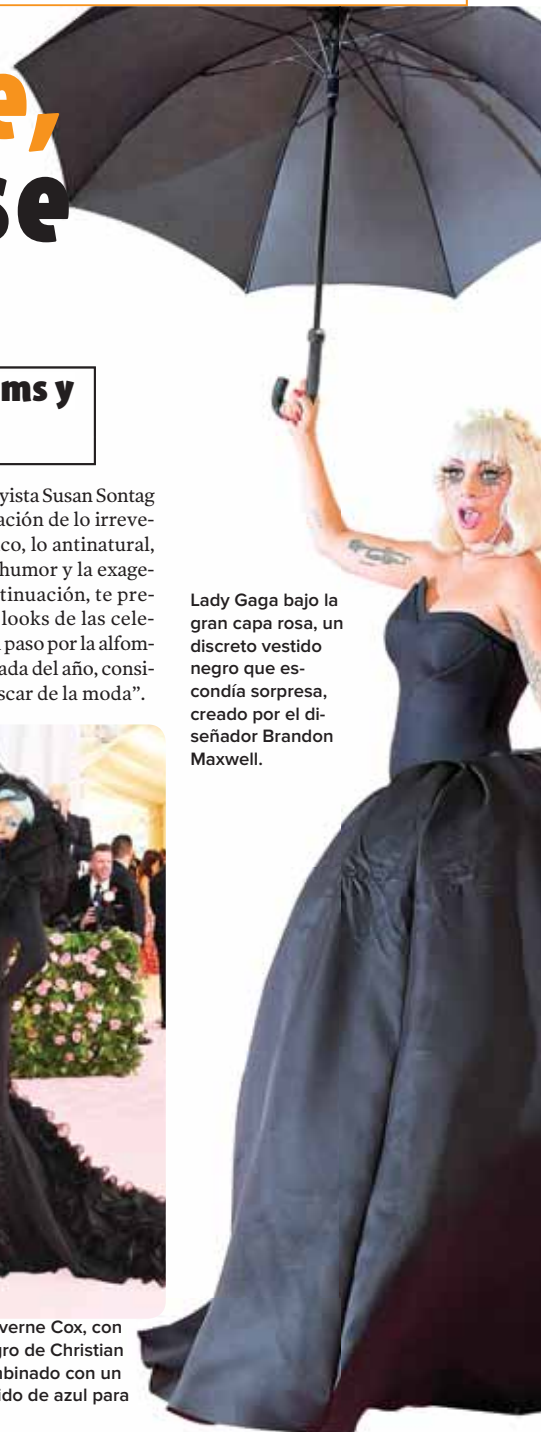 e,
se
ms y
yista Susan Sontag
ación de lo irreve-
co, lo antinatural,
humor y la exage-
tinuación, te pre-
looks de las cele-
paso por la alfom-
ada del año, consi-
scar de la moda”.
Lady Gaga bajo la
gran capa rosa, un
discreto vestido
negro que es-
condía sorpresa,
creado por el di-
señador Brandon
Maxwell.
verne Cox, con
gro de Christian
mbinado con un
ido de azul para